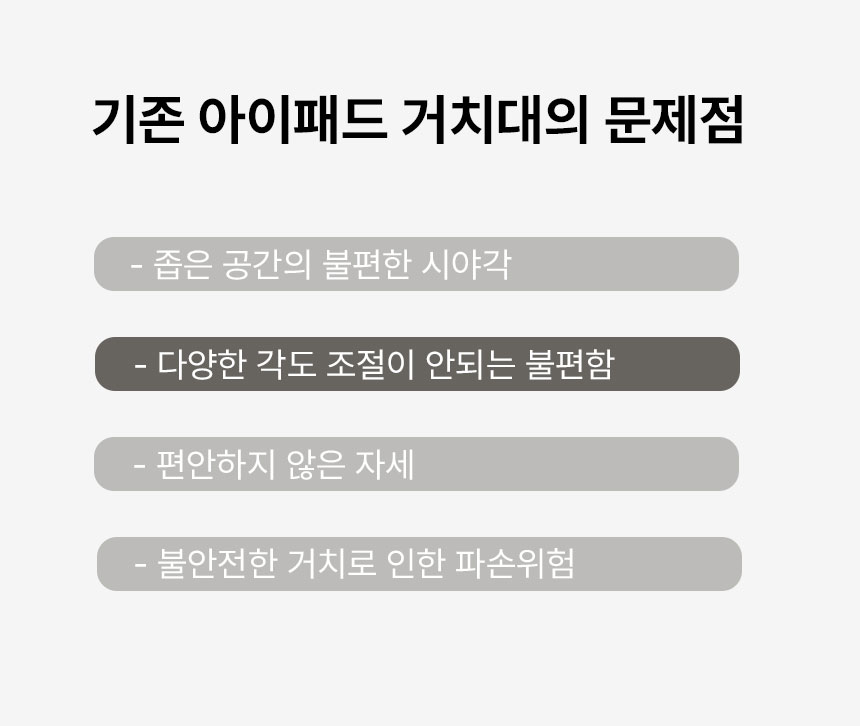 기존 아이패드 거치대의 문제점
- 좁은 공간의 불편한 시야각
- 다양한 각도 조절이 안되는 불편함
- 편안하지 않은 자세
- 불안전한 거치로 인한 파손위험